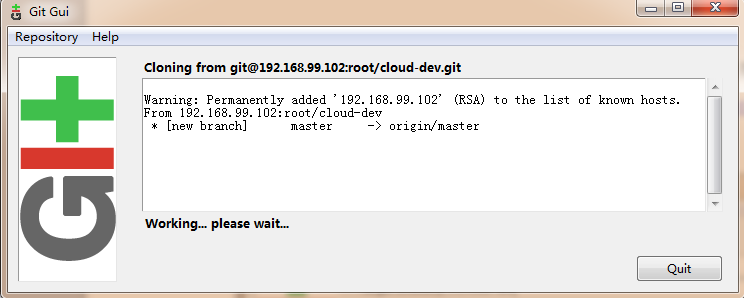 Git Gui
Repository Help
Cloning from git@192.168.99.102:root/cloud-dev.git
Warning: Permanently added '192.168.99.102' (RSA) to the list of known hosts.
From 192.168.99.102:root/cloud-dev
* [new branch] master -> origin/master
GIt
Working... please wait...
Quit